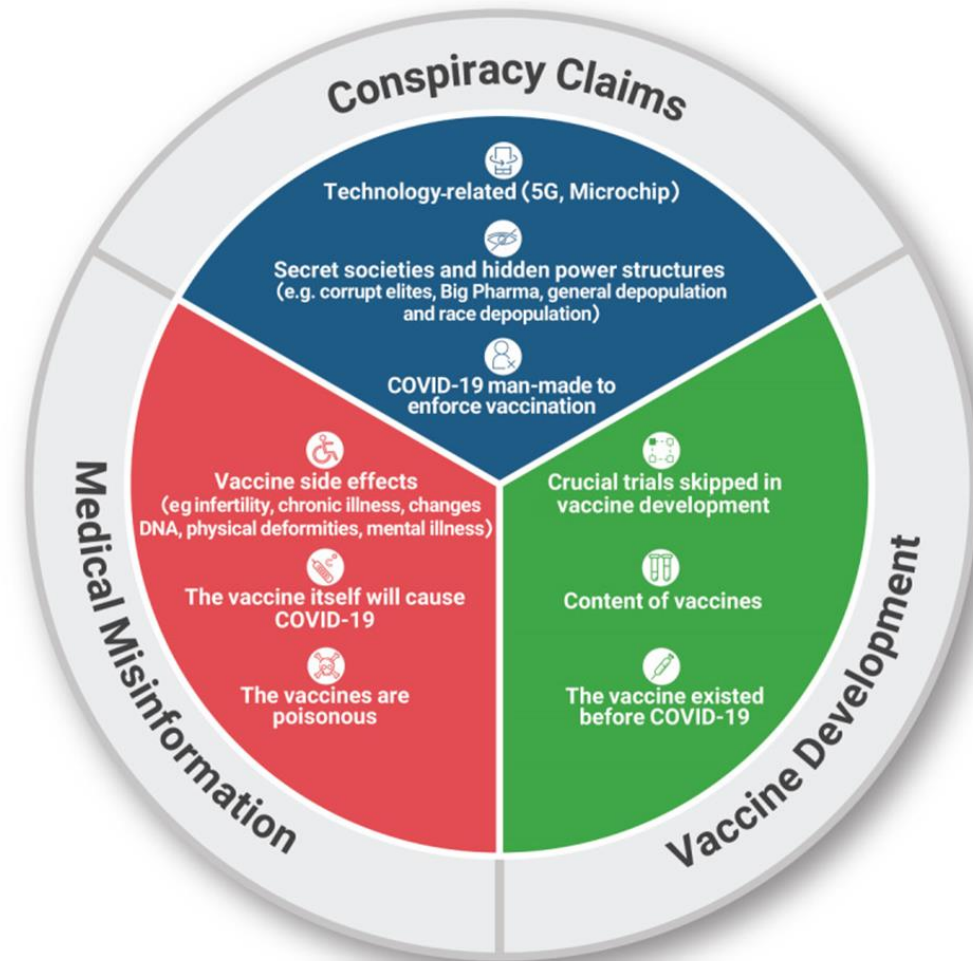 Conspiracy Claims
Technology-related (5G, Microchip)
Secret societies and hidden power structures
(e.g. corrupt elites, Big Pharma, general depopulation
and race depopulation)
COVID-19 man-made to
enforce vaccination
Medical Misinformation
Vaccine side effects
(eg infertility, chronic illness, changes
DNA, physical deformities, mental illness)
The vaccine itself will cause
COVID-19
The vaccines are
poisonous
Vaccine Development
Crucial trials skipped in
vaccine development
Content of vaccines
The vaccine existed
before COVID-19